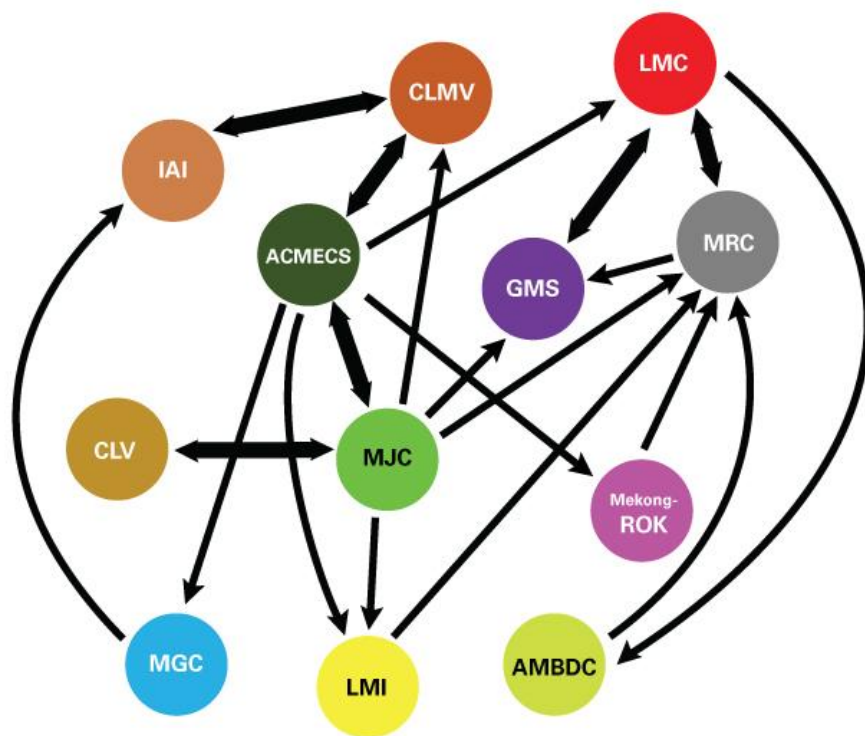 LMC
CLMV
IAI
MRC
ACMECS
GMS
CLV
MJC
Mekong-
ROK
MGC
LMI
AMBDC